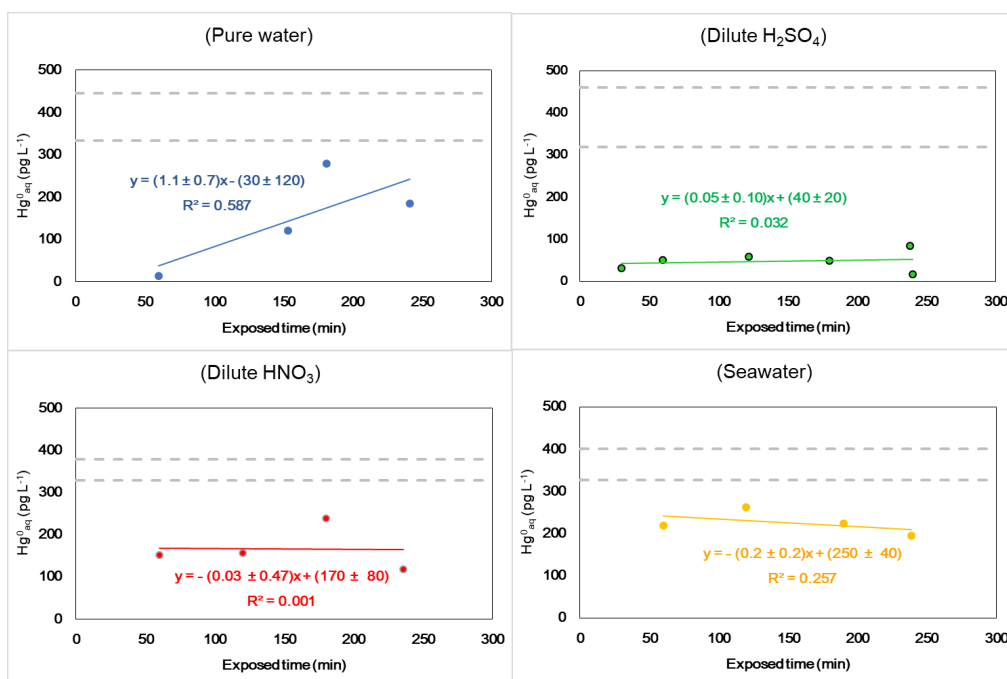 (Pure water)
500
400
300
200
100
0
0 50 100 150 200 250 300
Hg⁰aq (pg L⁻¹)
y = (1.1 ± 0.7)x - (30 ± 120)
R² = 0.587
Exposed time (min)
(Dilute H₂SO₄)
500
400
300
200
100
0
0 50 100 150 200 250 300
Hg⁰aq (pg L⁻¹)
y = (0.05 ± 0.10)x + (40 ± 20)
R² = 0.032
Exposed time (min)
(Dilute HNO₃)
500
400
300
200
100
0
0 50 100 150 200 250 300
Hg⁰aq (pg L⁻¹)
y = - (0.03 ± 0.47)x + (170 ± 80)
R² = 0.001
Exposed time (min)
(Seawater)
500
400
300
200
100
0
0 50 100 150 200 250 300
Hg⁰aq (pg L⁻¹)
y = - (0.2 ± 0.2)x + (250 ± 40)
R² = 0.257
Exposed time (min)